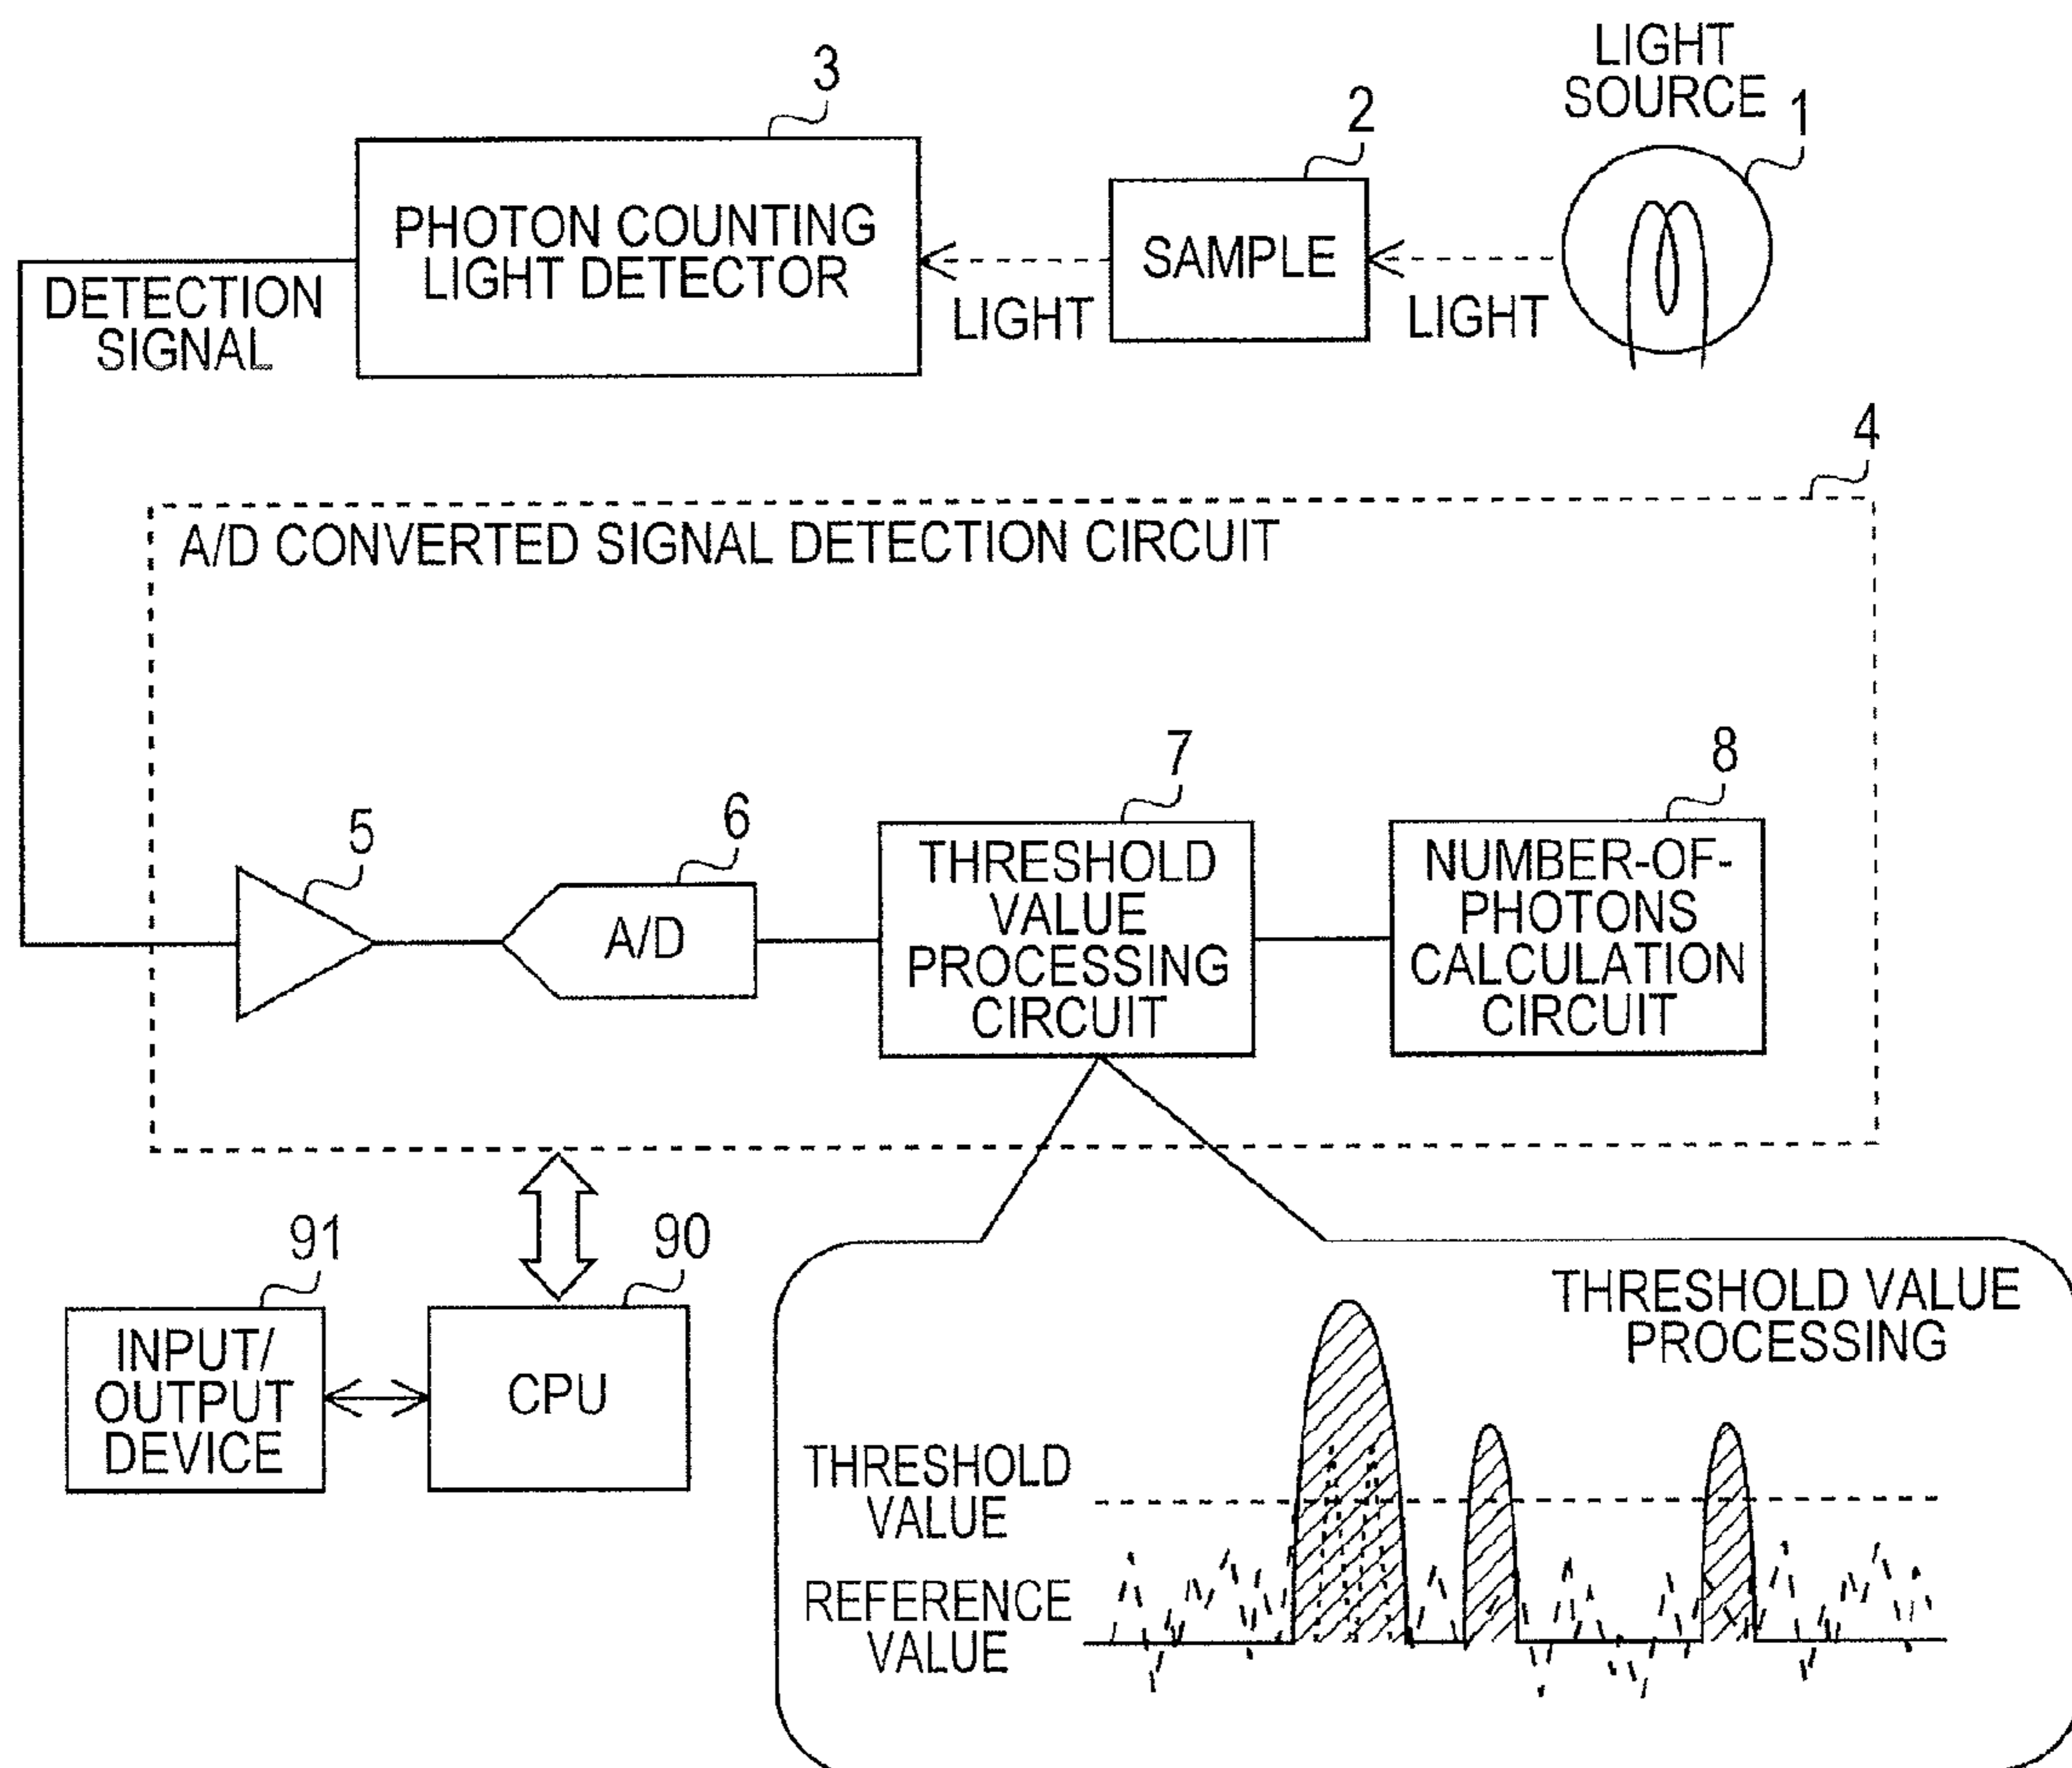 LIGHT
SOURCE
1
2
3
PHOTON COUNTING
LIGHT DETECTOR
SAMPLE
LIGHT
LIGHT
DETECTION
SIGNAL
4
A/D CONVERTED SIGNAL DETECTION CIRCUIT
5
6
A/D
7
THRESHOLD
VALUE
PROCESSING
CIRCUIT
8
NUMBER-OF-
PHOTONS
CALCULATION
CIRCUIT
91
INPUT/
OUTPUT
DEVICE
90
CPU
THRESHOLD VALUE
PROCESSING
THRESHOLD
VALUE
REFERENCE
VALUE